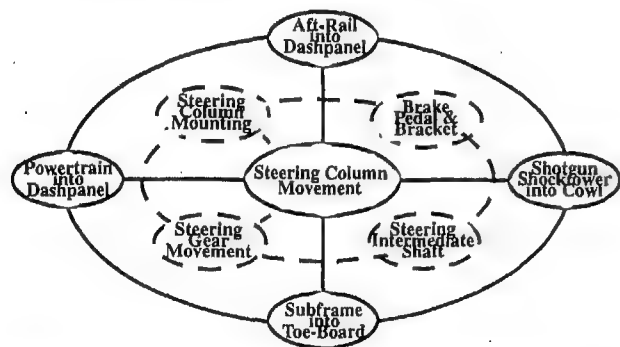 Aft-Rail
into
Dashpanel
Steering
Column
Mounting
Brake
Pedal &
Bracket
Powertrain
into
Dashpanel
Steering Column
Movement
Shotgun
Shocktower
into Cowl
Steering
Gear
Movement
Steering
Intermediate
Shaft
Subframe
into
Toe-Board